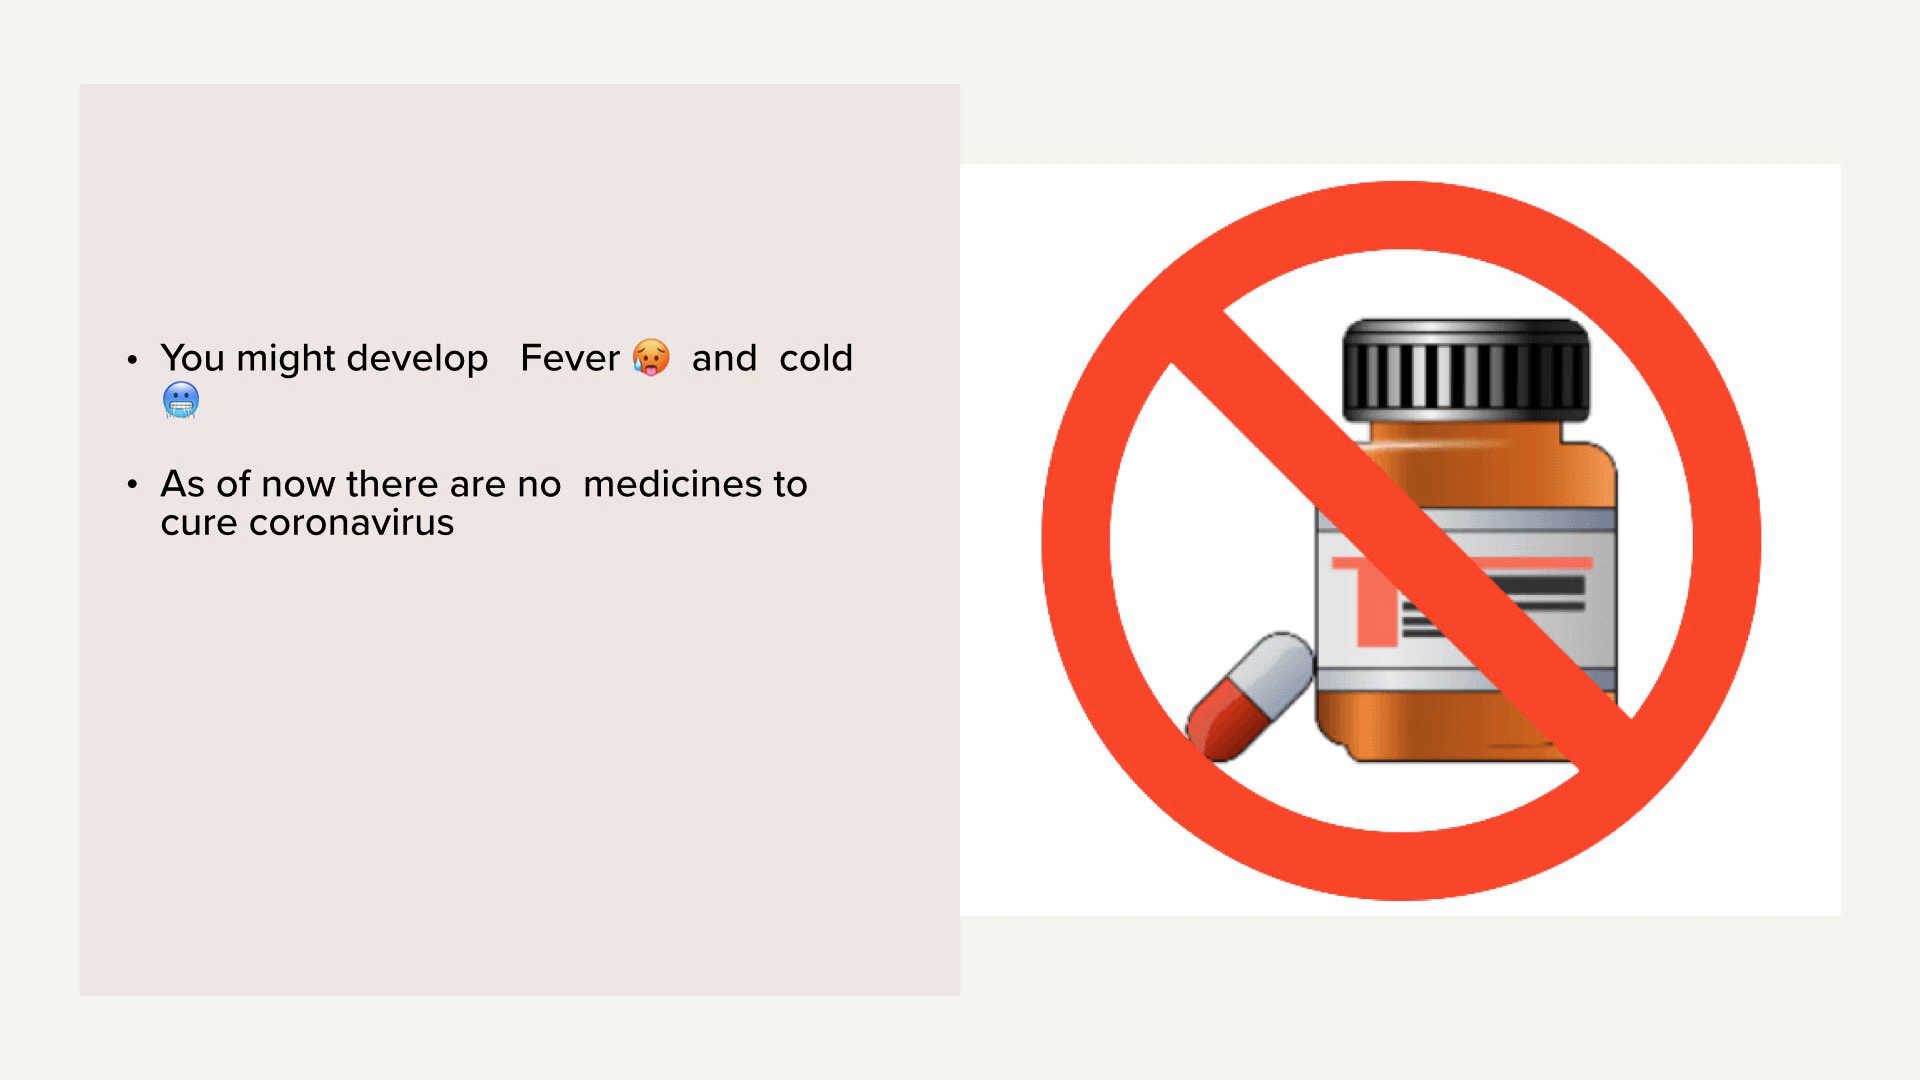 • You might develop   Fever 🥵  and  cold
🥶
• As of now there are no  medicines to
cure coronavirus